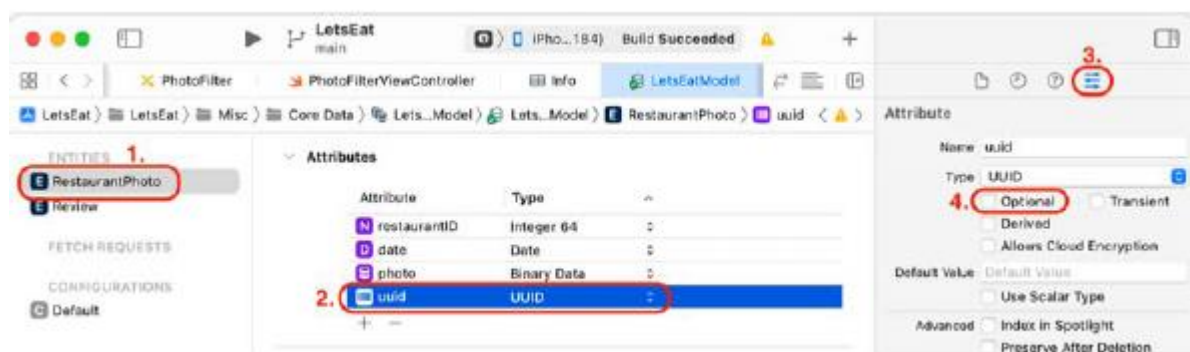 LetsEat
main
iPho...184) Build Succeeded
3.
PhotoFilter
PhotoFilterViewController
Info
LetsEatModel
LetsEat LetsEat Misc Core Data Lets...Model) Lets...Model) RestaurantPhoto uuid
Attribute
ENTITIES 1.
E RestaurantPhoto
E Review
FETCH REQUESTS
CONFIGURATIONS
C Default
Attributes
Attribute Type
N restaurantID Integer 64
D date Date
photo Binary Data
2. uuid UUID
+ −
Name uuid
Type UUID
4. Optional Transient
Derived
Allows Cloud Encryption
Default Value Default Value
Use Scalar Type
Advanced Index in Spotlight
Preserve After Deletion